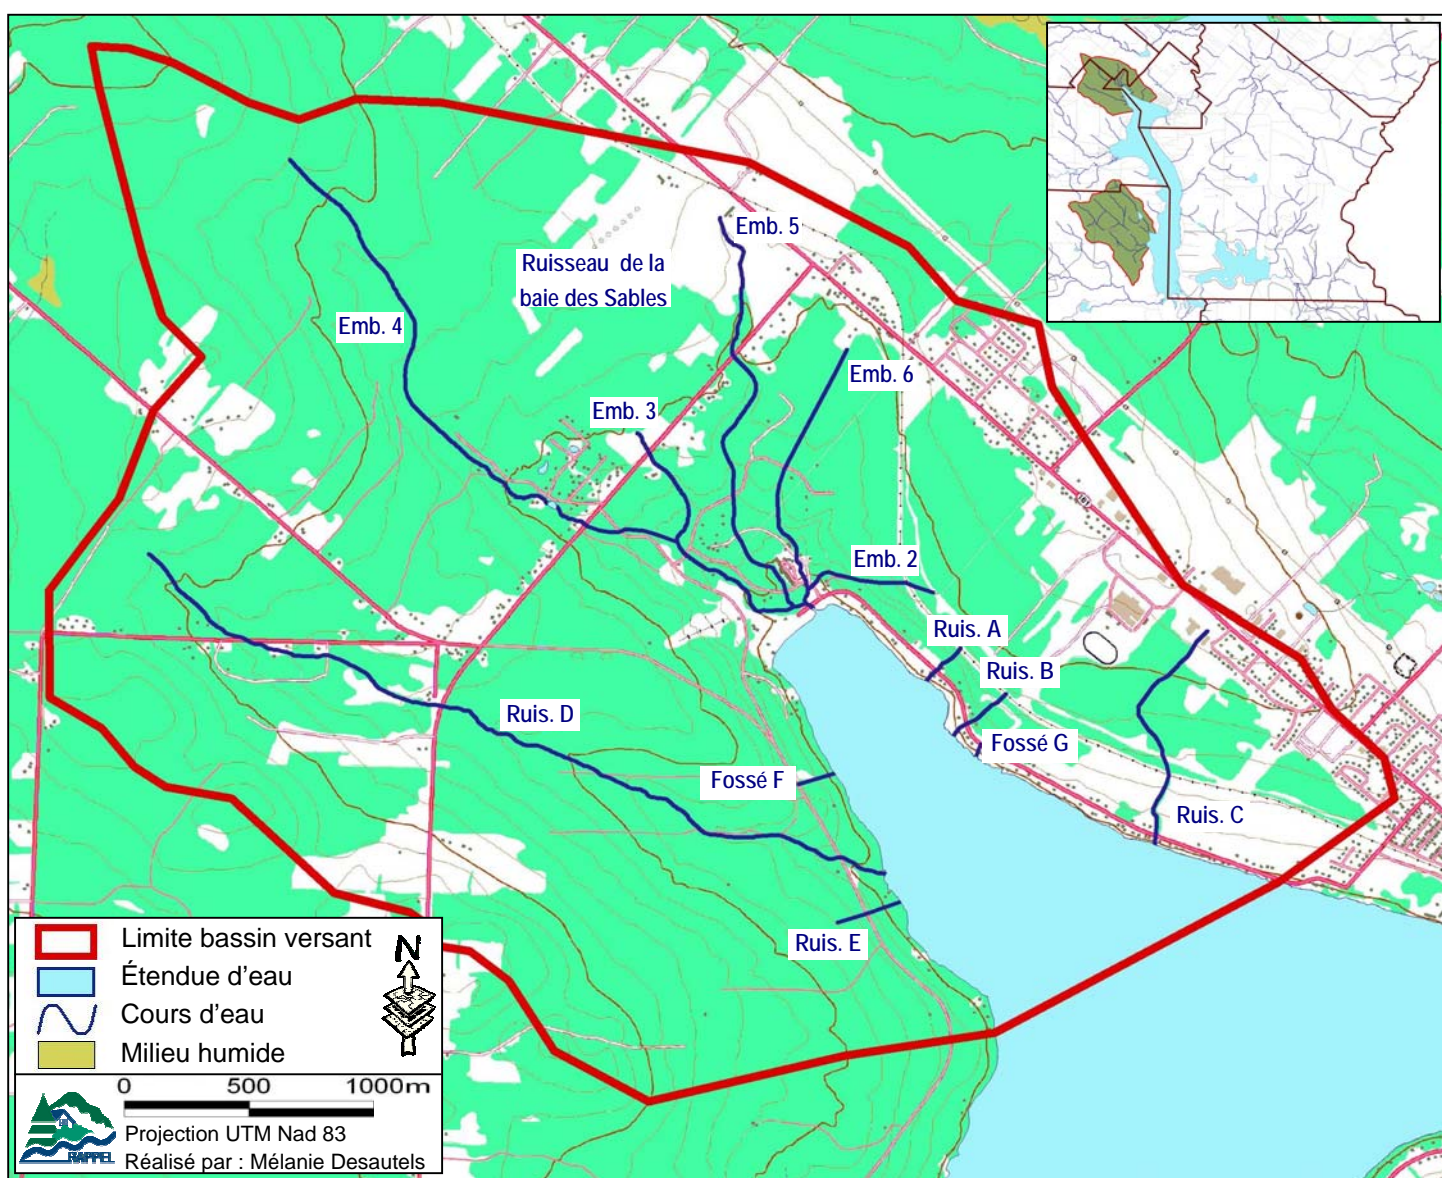 Emb. 5
Ruisseau de la
baie des Sables
Emb. 4
Emb. 6
Emb. 3
161
Emb. 2
Ruis. A
Ruis. B
Ruis. D
Fossé G
Fossé F
Ruis. C
Ruis. E
Limite bassin versant
Étendue d'eau
Cours d'eau
Milieu humide
N
0 500 1000m
RAPPEL
Projection UTM Nad 83
Réalisé par : Mélanie Desautels